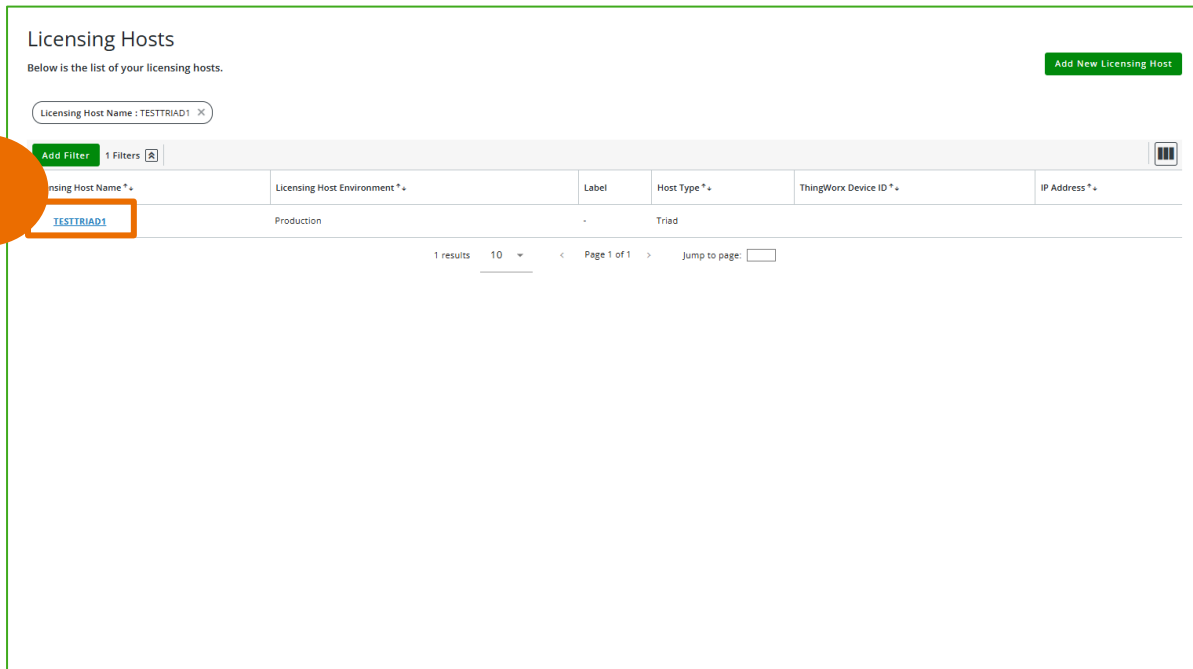 Licensing Hosts
Below is the list of your licensing hosts.
Add New Licensing Host
Licensing Host Name : TESTTRIAD1
Add Filter 1 Filters
Host Name Licensing Host Environment Label Host Type ThingWorx Device ID IP Address
TESTTRIAD1 Production - Triad
1 results 10 < Page 1 of 1 > Jump to page: